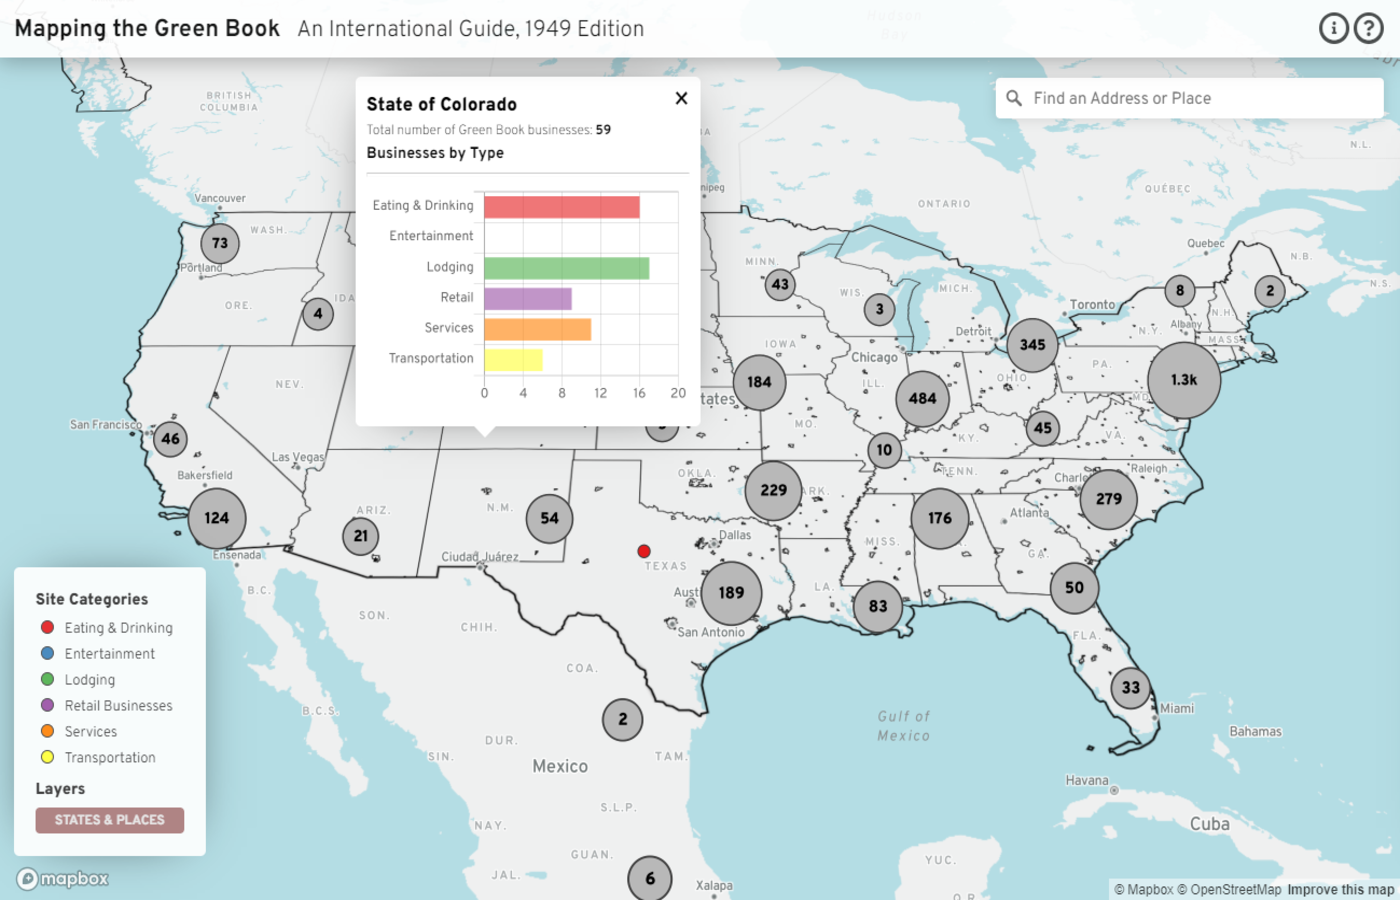 Mapping the Green Book An International Guide, 1949 Edition
Find an Address or Place
State of Colorado
Total number of Green Book businesses: 59
Businesses by Type
Eating & Drinking
Entertainment
Lodging
Retail
Services
Transportation
0 4 8 12 16 20
BRITISH
COLUMBIA
Hudson
Bay
N.L.
QUÉBEC
ONTARIO
Vancouver
WASH.
73
Portland
ORE.
4
IDA
Quebec
N.B.
N.S.
MINN.
43
WIS.
3
MICH.
Toronto
8
2
N.H.
Albany
N.Y.
MASS
Detroit
345
IOWA
Chicago
PA.
1.3k
NEV.
tates
184
ILL.
484
OHIO
MD.
San Francisco
46
MO.
KY.
45
VA.
10
Las Vegas
Bakersfield
OKLA.
TENN.
Raleigh
Charl
229
ARK.
279
124
ARIZ.
N.M.
54
176
Atlanta
21
Dallas
MISS.
GA.
Ensenada
Ciudad Juárez
TEXAS
B.C.
Aust
189
LA.
83
50
SON.
CHIH.
San Antonio
FLA.
COA.
33
B.C.S.
2
Miami
Gulf of
Mexico
Bahamas
DUR.
SIN.
TAM.
Mexico
Havana
S.L.P.
Cuba
NAY.
GUAN.
YUC.
JAL.
6
Xalapa
Site Categories
Eating & Drinking
Entertainment
Lodging
Retail Businesses
Services
Transportation
Layers
STATES & PLACES
mapbox
© Mapbox © OpenStreetMap Improve this map